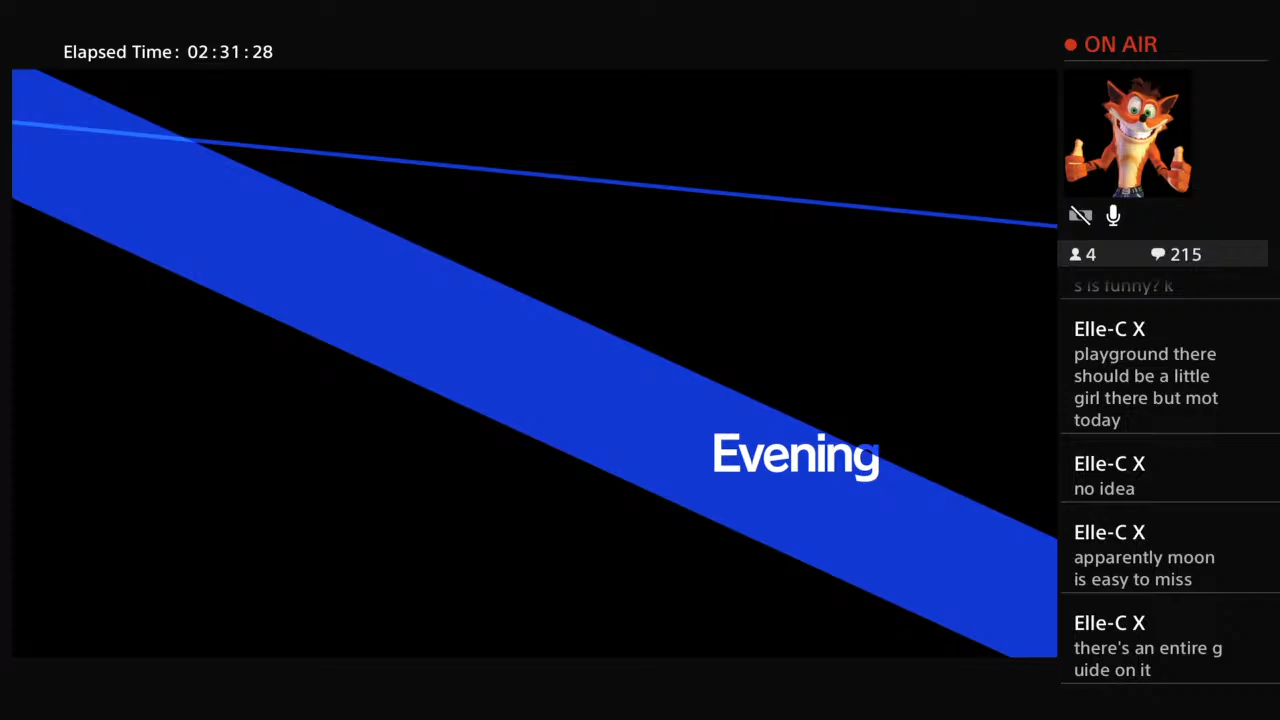 Elapsed Time: 02:31:28
ON AIR
4 215
s is funny? k
Elle-C X
playground there
should be a little
girl there but mot
today
Elle-C X
no idea
Elle-C X
apparently moon
is easy to miss
Elle-C X
there's an entire g
uide on it
Evening